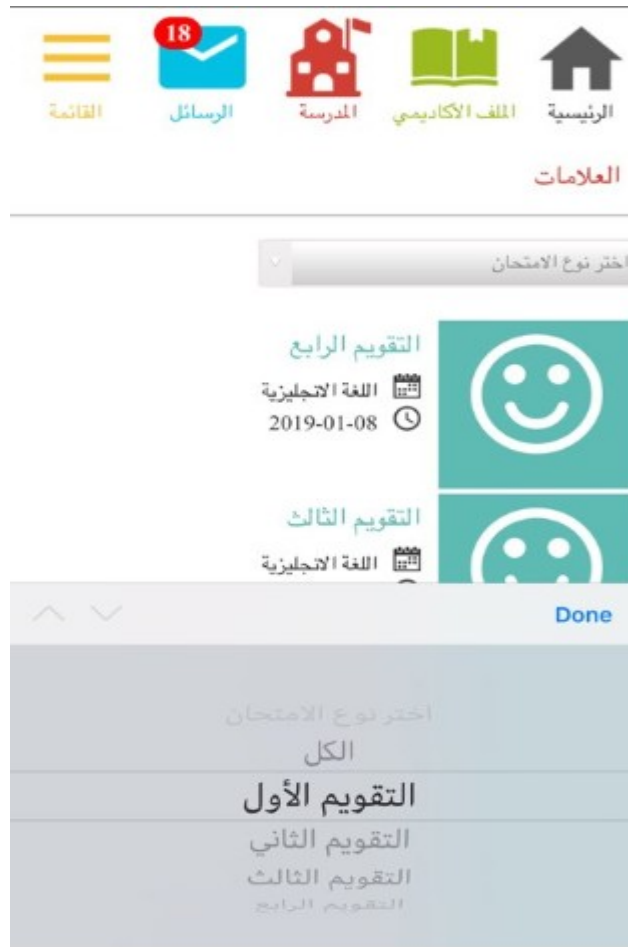 18
الرئيسية الملف الأكاديمي المدرسة الرسائل القائمة
العلامات
اختر نوع الامتحان
التقويم الرابع
اللغة الانجليزية
2019-01-08
التقويم الثالث
اللغة الانجليزية
Done
اختر نوع الامتحان
الكل
التقويم الأول
التقويم الثاني
التقويم الثالث
التقويم الرابع